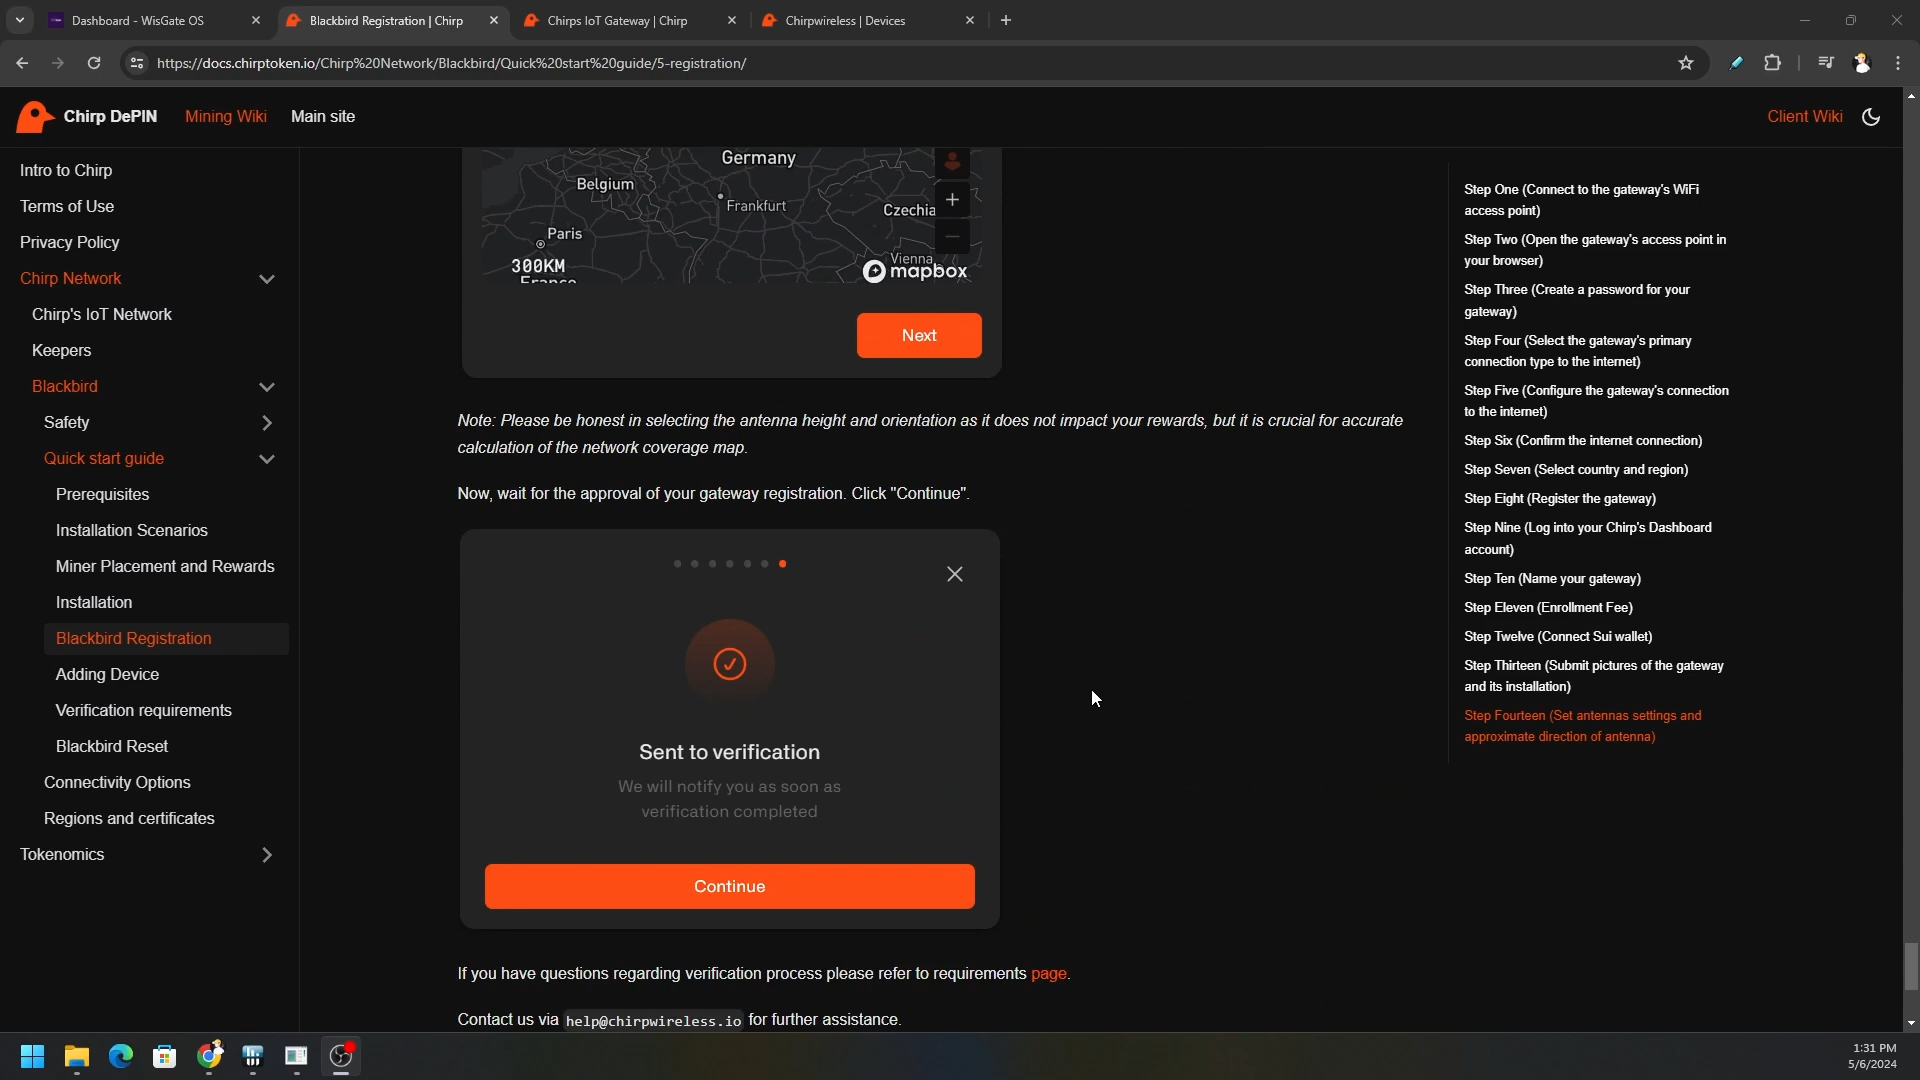 Dashboard - WisGate OS
Blackbird Registration | Chirp
Chirps IoT Gateway | Chirp
Chirpwireless | Devices
https://docs.chirptoken.io/Chirp%20Network/Blackbird/Quick%20start%20guide/5-registration/
Chirp DePIN
Mining Wiki
Main site
Client Wiki
Intro to Chirp
Terms of Use
Privacy Policy
Chirp Network
Chirp's IoT Network
Keepers
Blackbird
Safety
Quick start guide
Prerequisites
Installation Scenarios
Miner Placement and Rewards
Installation
Blackbird Registration
Adding Device
Verification requirements
Blackbird Reset
Connectivity Options
Regions and certificates
Tokenomics
Germany
Belgium
Frankfurt
Czechia
Paris
Vienna
300KM
mapbox
France
Next
Note: Please be honest in selecting the antenna height and orientation as it does not impact your rewards, but it is crucial for accurate
calculation of the network coverage map.
Now, wait for the approval of your gateway registration. Click "Continue".
Sent to verification
We will notify you as soon as
verification completed
Continue
If you have questions regarding verification process please refer to requirements page.
Contact us via help@chirpwireless.io for further assistance.
Step One (Connect to the gateway's WiFi
access point)
Step Two (Open the gateway's access point in
your browser)
Step Three (Create a password for your
gateway)
Step Four (Select the gateway's primary
connection type to the internet)
Step Five (Configure the gateway's connection
to the internet)
Step Six (Confirm the internet connection)
Step Seven (Select country and region)
Step Eight (Register the gateway)
Step Nine (Log into your Chirp's Dashboard
account)
Step Ten (Name your gateway)
Step Eleven (Enrollment Fee)
Step Twelve (Connect Sui wallet)
Step Thirteen (Submit pictures of the gateway
and its installation)
Step Fourteen (Set antennas settings and
approximate direction of antenna)
1:31 PM
5/6/2024